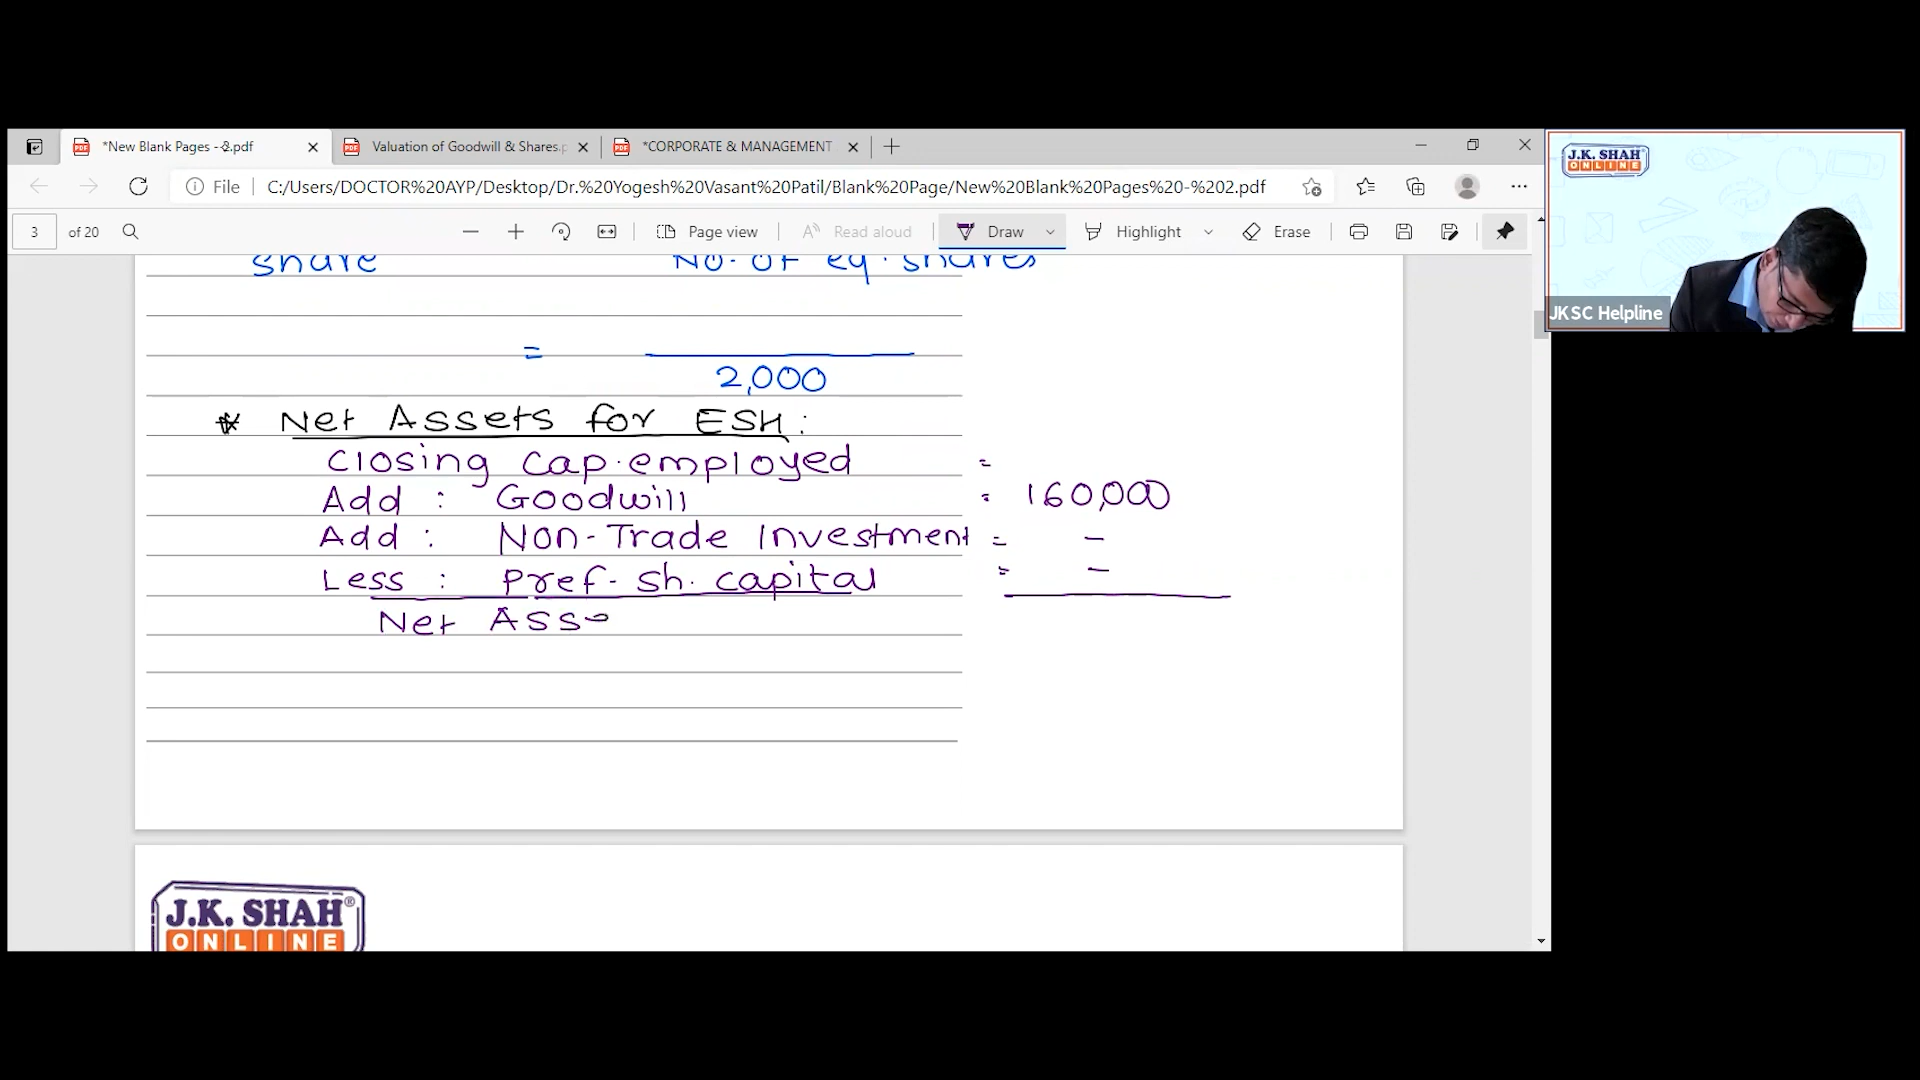 *New Blank Pages - 2.pdf
Valuation of Goodwill & Shares.p
*CORPORATE & MANAGEMENT
File
C:/Users/DOCTOR%20AYP/Desktop/Dr.%20Yogesh%20Vasant%20Patil/Blank%20Page/New%20Blank%20Pages%20-%202.pdf
3 of 20
Page view
Read aloud
Draw
Highlight
Erase
J.K. SHAH
ONLINE
JKSC Helpline
share No. of eq. shares
=
2,000
* Net Assets for ESH:
Closing cap. employed =
Add : Goodwill = 160,000
Add : Non-Trade Investment = -
Less : Pref. sh. capital = -
Net Asse
J.K. SHAH®
ONLINE